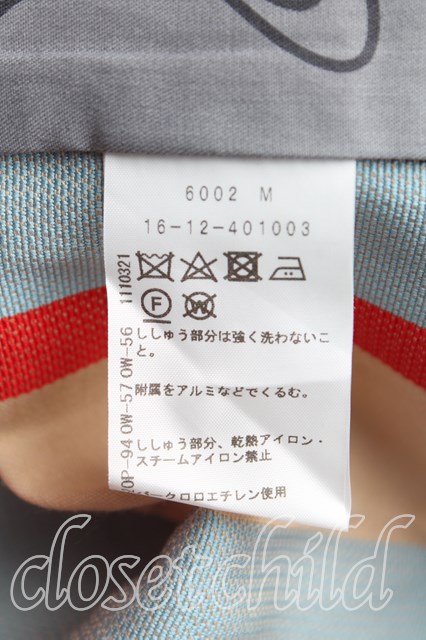 6002 M
16-12-401003
1110321
F
W
ししゅう部分は強く洗わないこ
と。
附属をアルミなどでくるむ。
ししゅう部分、乾熱アイロン・
スチームアイロン禁止
パークロロエチレン使用
94 OW-57 OW-56
closetchild